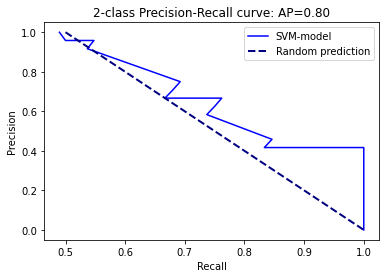 2-class Precision-Recall curve: AP=0.80
SVM-model
Random prediction
Precision
1.0
0.8
0.6
0.4
0.2
0.0
0.5
0.6
0.7
0.8
0.9
1.0
Recall